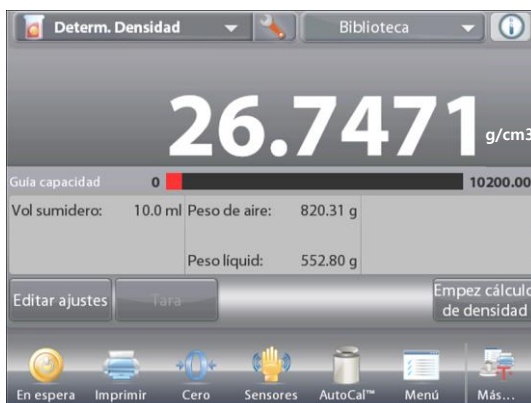 Determ. Densidad Biblioteca
26.7471 g/cm3
Guía capacidad 0 10200.00
Vol sumidero: 10.0 ml Peso de aire: 820.31 g
Peso líquid: 552.80 g
Editar ajustes Tara Empez cálculo
de densidad
En espera Imprimir Cero Sensores AutoCal™ Menú Más...